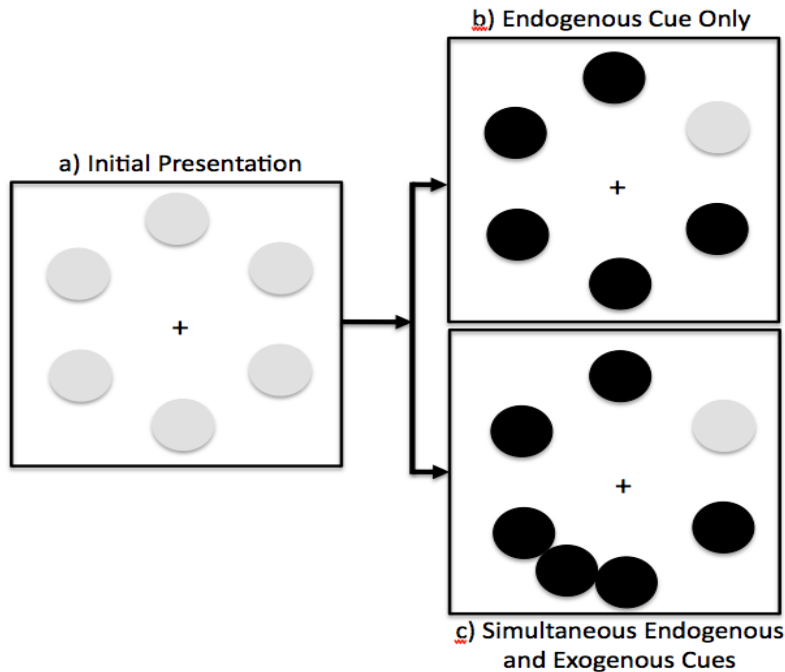 b) Endogenous Cue Only
a) Initial Presentation
+
+
+
c) Simultaneous Endogenous
and Exogenous Cues